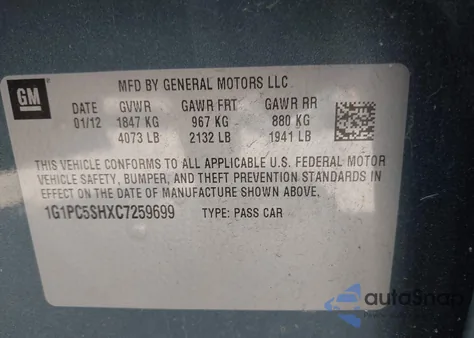 GM
MFD BY GENERAL MOTORS LLC
DATE GVWR GAWR FRT GAWR RR
01/12 1847 KG 967 KG 880 KG
4073 LB 2132 LB 1941 LB
THIS VEHICLE CONFORMS TO ALL APPLICABLE U.S. FEDERAL MOTOR
VEHICLE SAFETY, BUMPER, AND THEFT PREVENTION STANDARDS IN
EFFECT ON THE DATE OF MANUFACTURE SHOWN ABOVE.
1G1PC5SHXC7259699 TYPE: PASS CAR
autoSnap